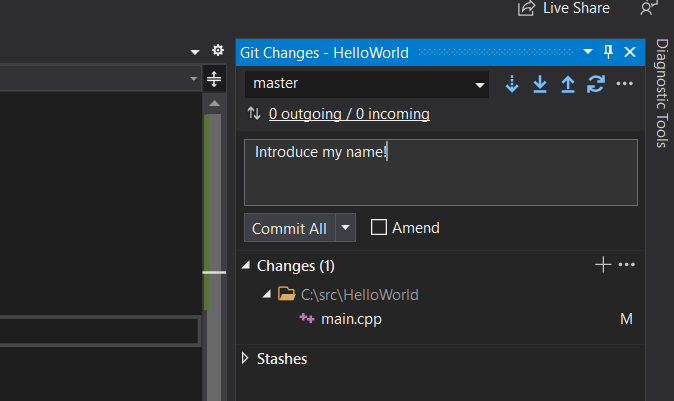 Live Share
Git Changes - HelloWorld
master
0 outgoing / 0 incoming
Introduce my name!
Commit All
Amend
Changes (1)
C:\src\HelloWorld
main.cpp M
Stashes
Diagnostic Tools